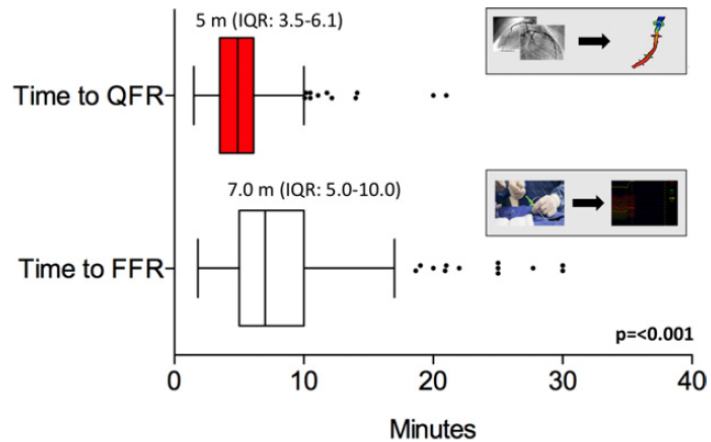 5 m (IQR: 3.5-6.1)
Time to QFR
7.0 m (IQR: 5.0-10.0)
Time to FFR
p=<0.001
0 10 20 30 40
Minutes